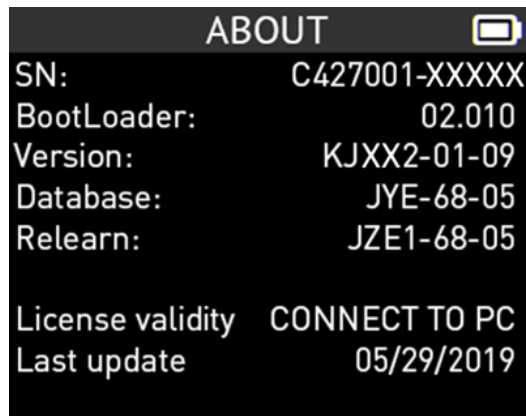 ABOUT
SN: C427001-XXXXX
BootLoader: 02.010
Version: KJXX2-01-09
Database: JYE-68-05
Relearn: JZE1-68-05
License validity CONNECT TO PC
Last update 05/29/2019